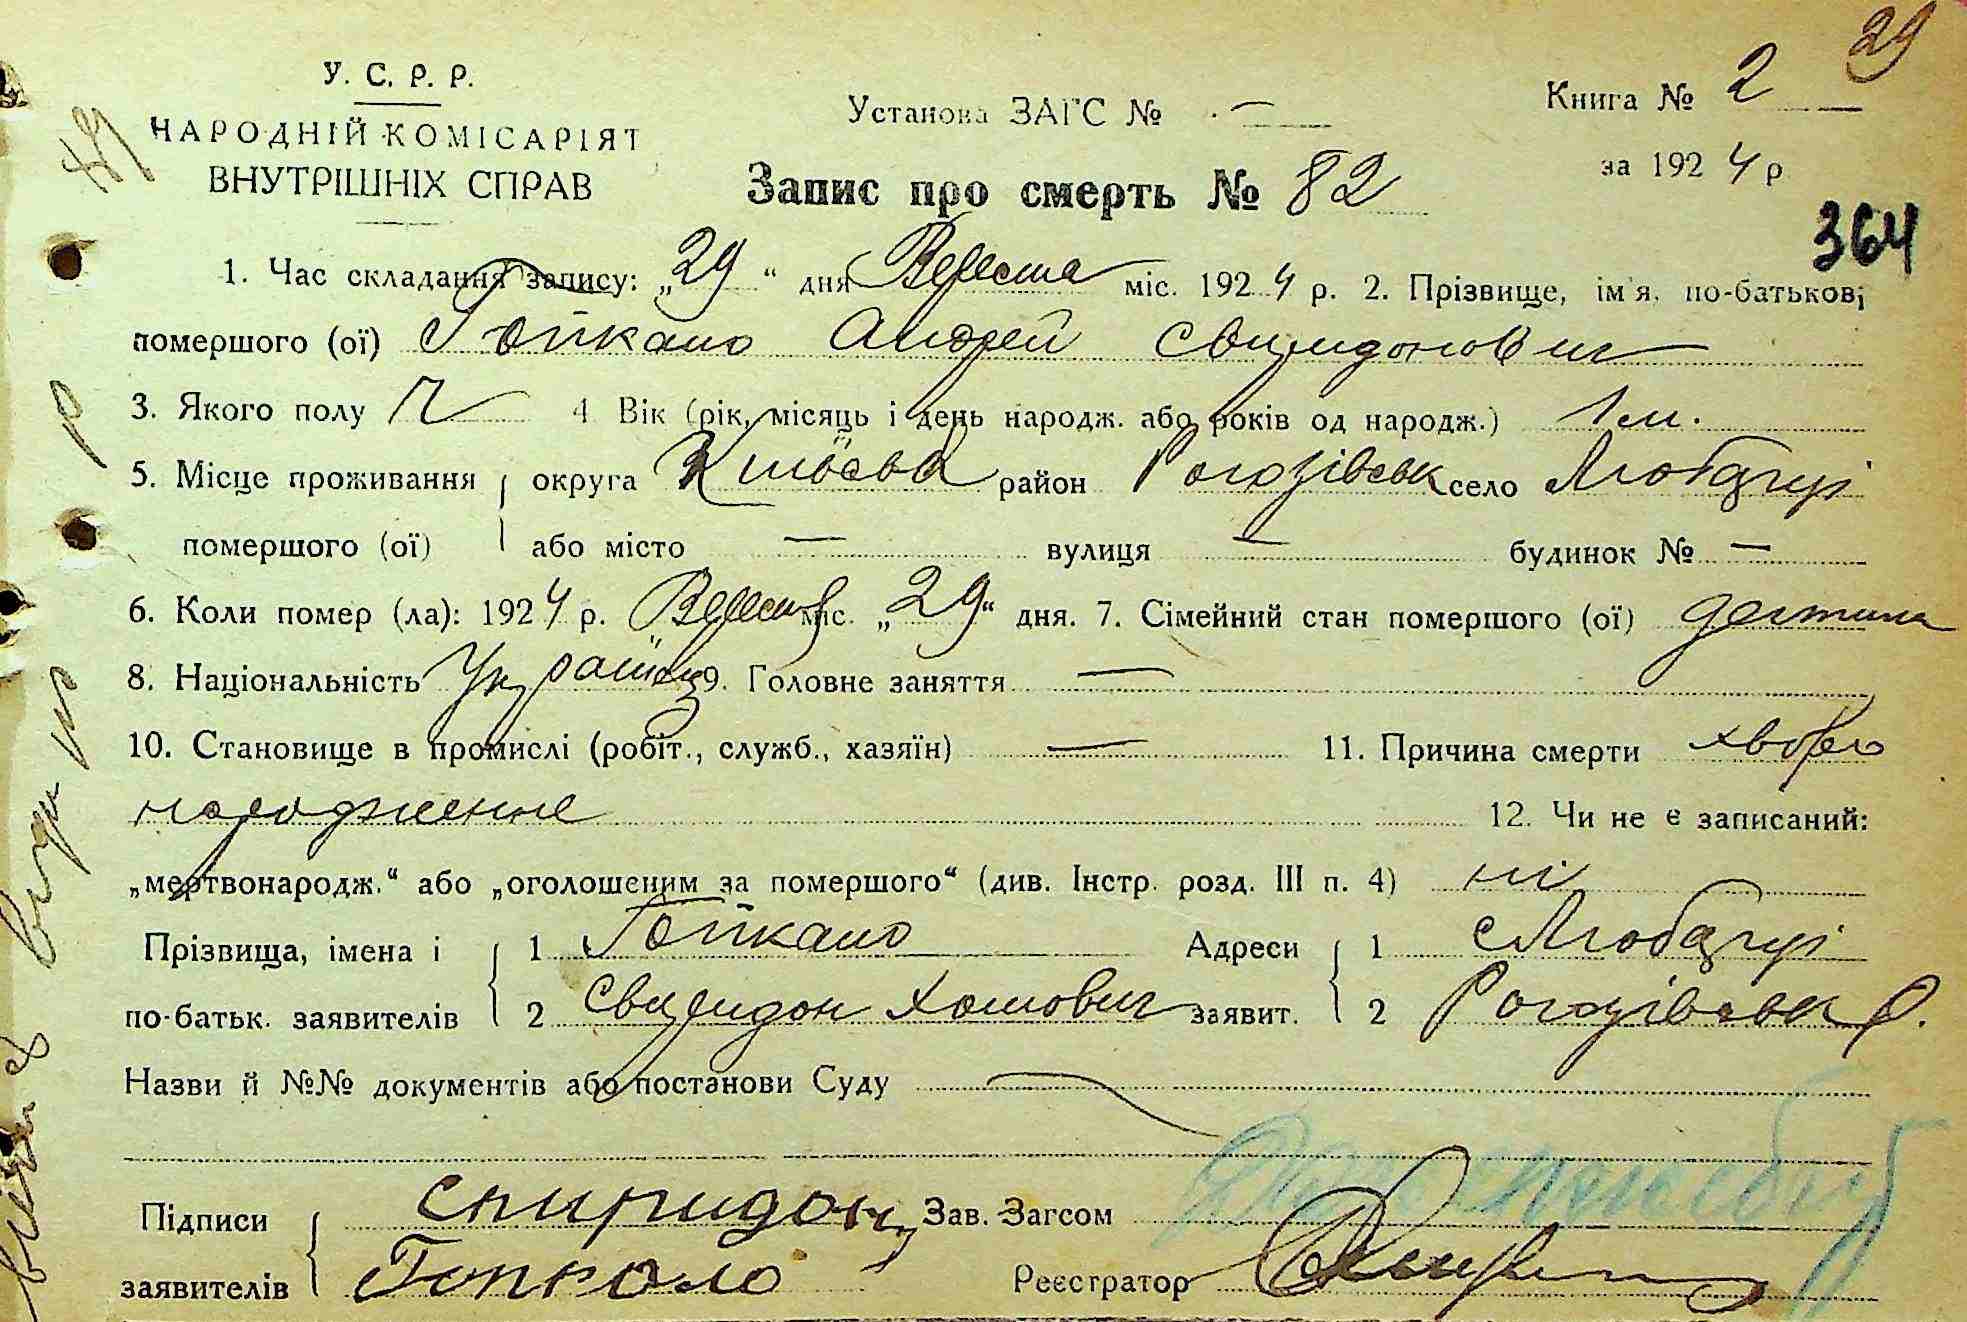 29
У. С. Р. Р.
НАРОДНІЙ КОМІСАРІЯТ
ВНУТРІШНІХ СПРАВ
Установа ЗАГС № —
Книга № 2 —
за 1924 р
Запис про смерть № 82
364
1. Час складання запису: „29“ дня Вересня міс. 1924 р. 2. Прізвище, ім'я, по-батькові
помершого (ої) Гопкало Андрей Свиридонович
3. Якого полу Ч 4 Вік (рік, місяць і день народж. або років од народж.) 1 м.
5. Місце проживання помершого (ої) округа Київська район Рогозівськ село Любарці
або місто — вулиця — будинок № —
6. Коли помер (ла): 1924 р. Вересня міс. „29“ дня. 7. Сімейний стан помершого (ої) детина
8. Національність Украйнец 9. Головне заняття —
10. Становище в промислі (робіт., служб., хазяїн) — 11. Причина смерти хворе
народження 12. Чи не є записаний:
„мертвонародж.“ або „оголошеним за помершого“ (див. Інстр. розд. III п. 4) ні
Прізвища, імена і 1 Гопкало Адреси 1 с Любарці
по-батьк. заявителів 2 Свиридон Хомович заявит. 2 Рогозівськ р.
Назви й №№ документів або постанови Суду —
Підписи Спиридон Зав. Загсом
заявителів Гопкало Реєстратор